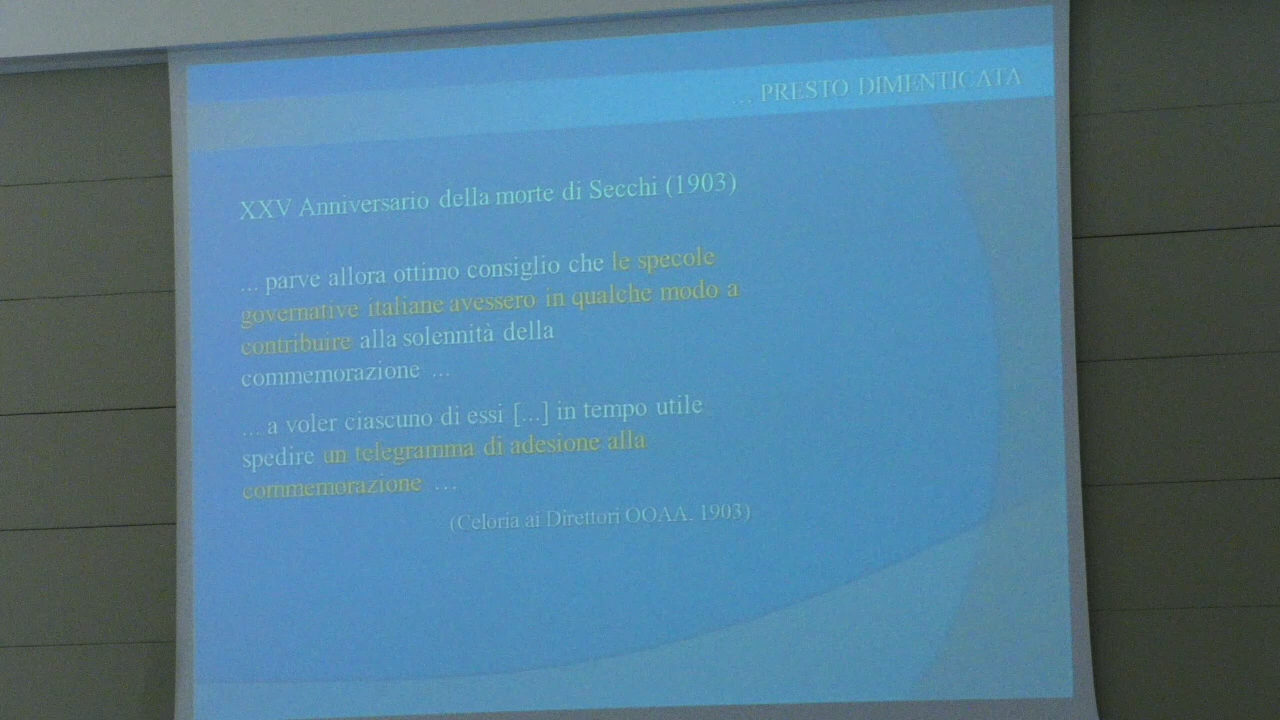 ... PRESTO DIMENTICATA
XXV Anniversario della morte di Secchi (1903)
... parve allora ottimo consiglio che le specole
governative italiane avessero in qualche modo a
contribuire alla solennità della
commemorazione ...
... a voler ciascuno di essi [...] in tempo utile
spedire un telegramma di adesione alla
commemorazione ...
(Celoria ai Direttori OOAA, 1903)